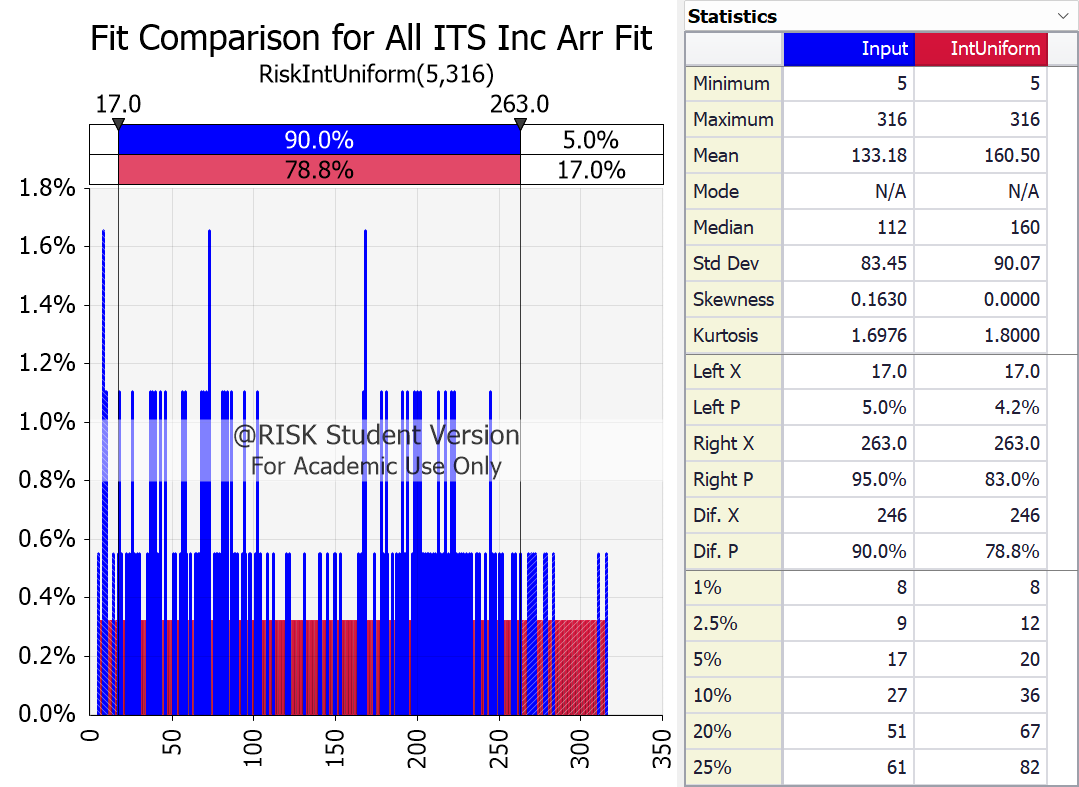 Fit Comparison for All ITS Inc Arr Fit
RiskIntUniform(5,316)
17.0 263.0
90.0% 5.0%
78.8% 17.0%
1.8%
1.6%
1.4%
1.2%
1.0%
0.8%
0.6%
0.4%
0.2%
0.0%
@RISK Student Version
For Academic Use Only
0 50 100 150 200 250 300 350
Statistics
Input IntUniform
Minimum 5 5
Maximum 316 316
Mean 133.18 160.50
Mode N/A N/A
Median 112 160
Std Dev 83.45 90.07
Skewness 0.1630 0.0000
Kurtosis 1.6976 1.8000
Left X 17.0 17.0
Left P 5.0% 4.2%
Right X 263.0 263.0
Right P 95.0% 83.0%
Dif. X 246 246
Dif. P 90.0% 78.8%
1% 8 8
2.5% 9 12
5% 17 20
10% 27 36
20% 51 67
25% 61 82